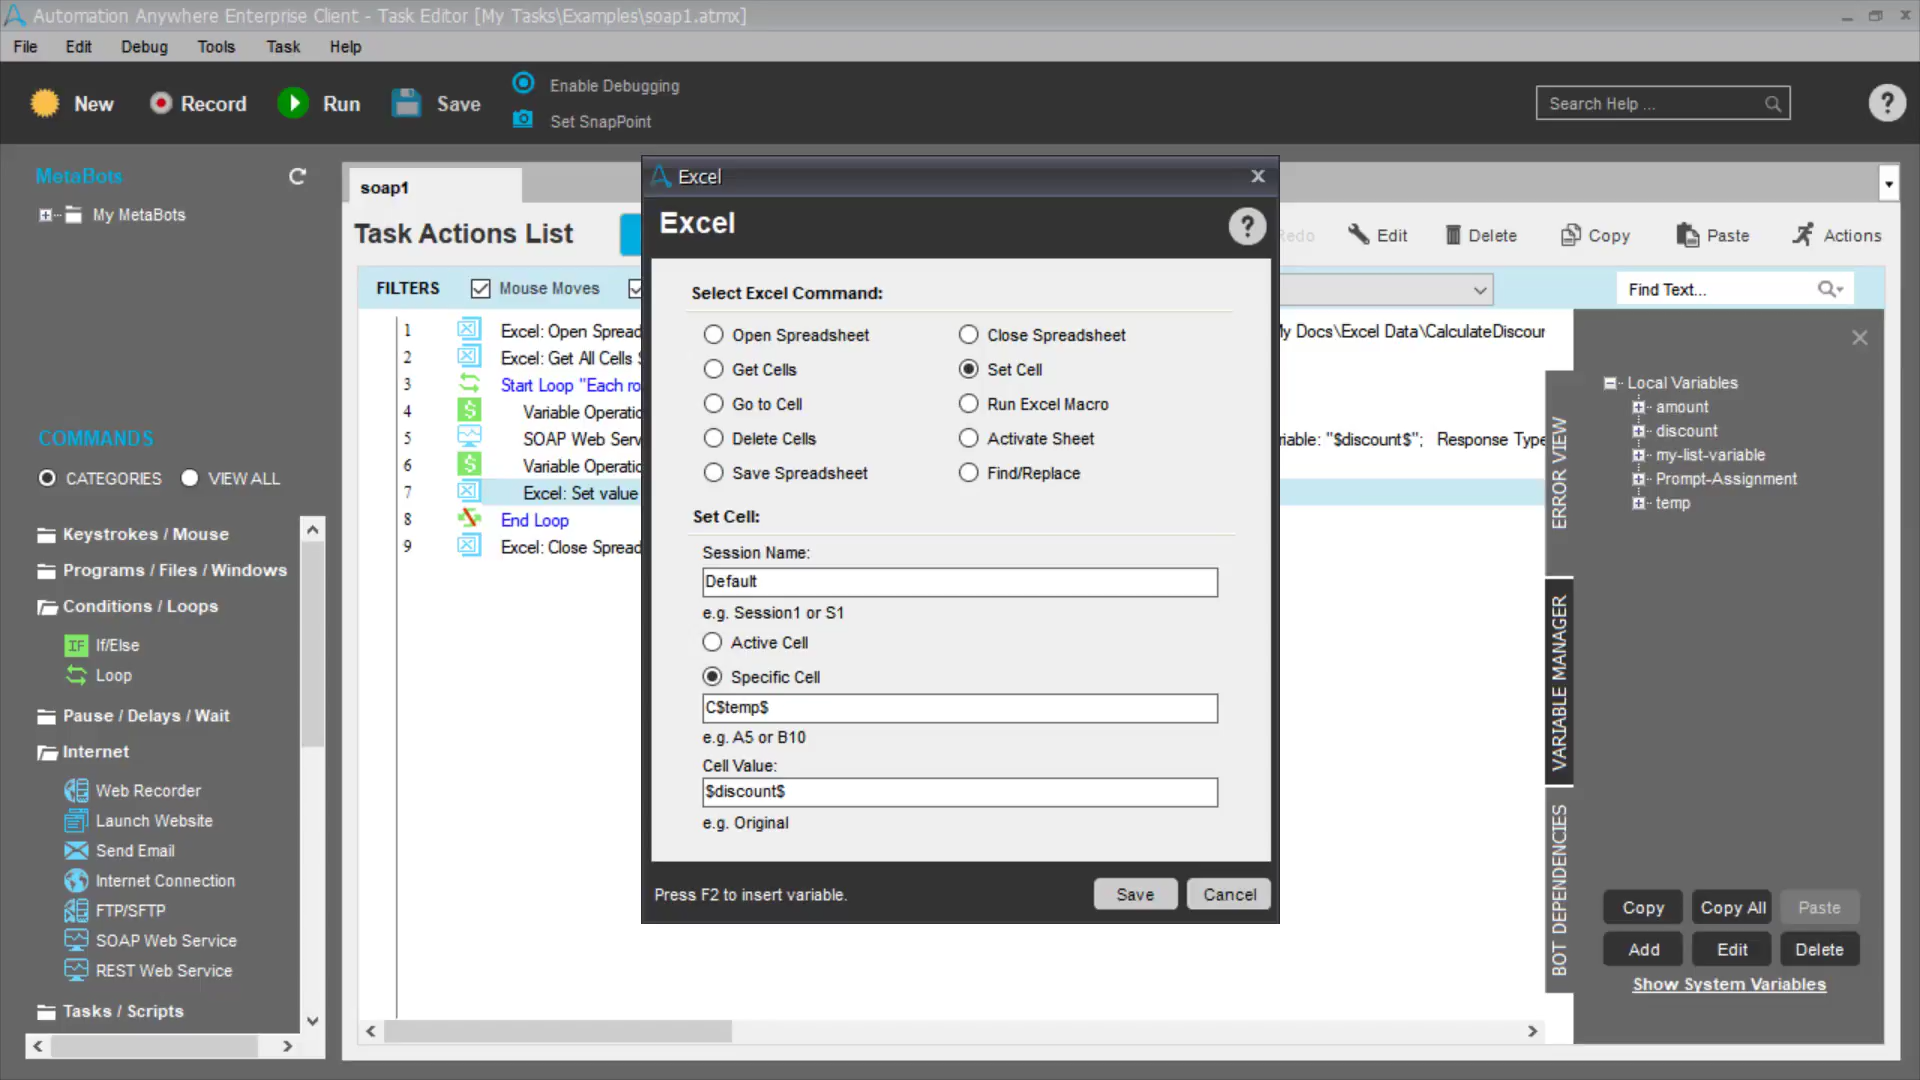 Automation Anywhere Enterprise Client - Task Editor [My Tasks\Examples\soap1.atmx]
File Edit Debug Tools Task Help
New Record Run Save
Enable Debugging
Set SnapPoint
Search Help ...
?
MetaBots
My MetaBots
COMMANDS
CATEGORIES VIEW ALL
Keystrokes / Mouse
Programs / Files / Windows
Conditions / Loops
IF If/Else
Loop
Pause / Delays / Wait
Internet
Web Recorder
Launch Website
Send Email
Internet Connection
FTP/SFTP
SOAP Web Service
REST Web Service
Tasks / Scripts
soap1
Task Actions List
Redo Edit Delete Copy Paste Actions
FILTERS Mouse Moves
Find Text...
1 Excel: Open Spread
My Docs\Excel Data\CalculateDiscour
2 Excel: Get All Cells
3 Start Loop "Each ro
4 $ Variable Operatio
5 SOAP Web Serv
riable: "$discount$"; Response Type
6 $ Variable Operatio
7 Excel: Set value
8 End Loop
9 Excel: Close Spread
Excel
Excel
?
Select Excel Command:
Open Spreadsheet Close Spreadsheet
Get Cells Set Cell
Go to Cell Run Excel Macro
Delete Cells Activate Sheet
Save Spreadsheet Find/Replace
Set Cell:
Session Name:
Default
e.g. Session1 or S1
Active Cell
Specific Cell
C$temp$
e.g. A5 or B10
Cell Value:
$discount$
e.g. Original
Press F2 to insert variable.
Save Cancel
ERROR VIEW
VARIABLE MANAGER
BOT DEPENDENCIES
Local Variables
amount
discount
my-list-variable
Prompt-Assignment
temp
Copy Copy All Paste
Add Edit Delete
Show System Variables